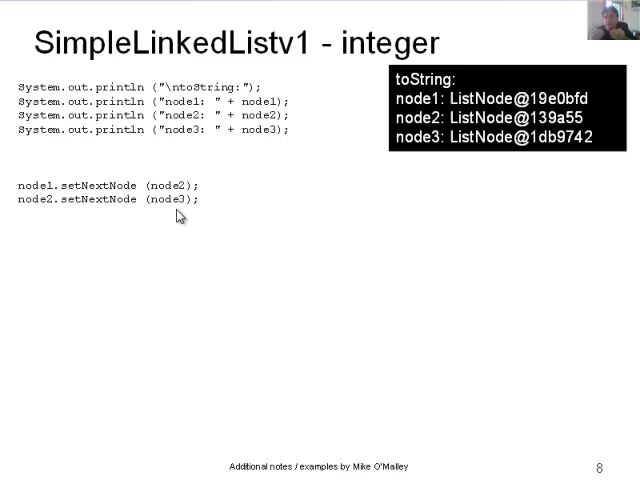 SimpleLinkedListv1 - integer
System.out.println ("\ntoString:");
System.out.println ("node1: " + node1);
System.out.println ("node2: " + node2);
System.out.println ("node3: " + node3);
toString:
node1: ListNode@19e0bfd
node2: ListNode@139a55
node3: ListNode@1db9742
node1.setNextNode (node2);
node2.setNextNode (node3);
Additional notes / examples by Mike O'Malley
8